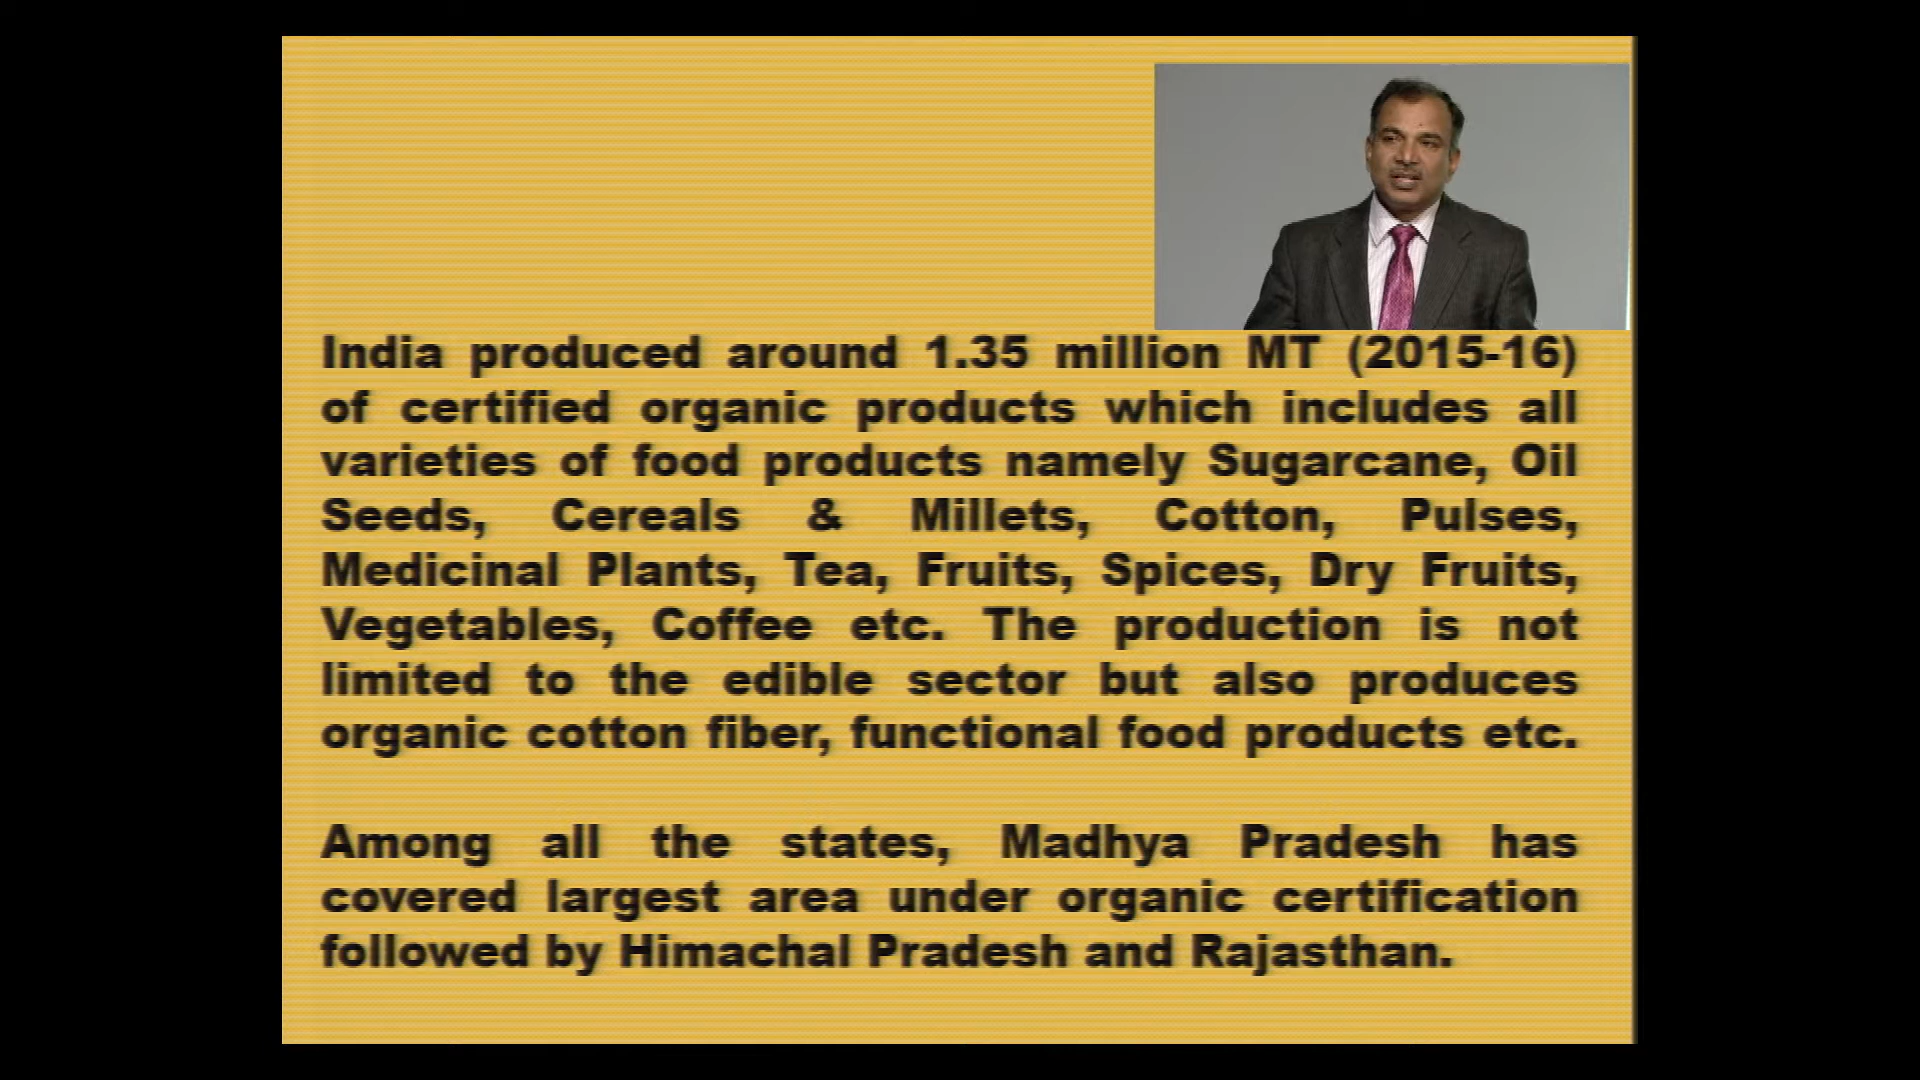 India produced around 1.35 million MT (2015-16)
of certified organic products which includes all
varieties of food products namely Sugarcane, Oil
Seeds, Cereals & Millets, Cotton, Pulses,
Medicinal Plants, Tea, Fruits, Spices, Dry Fruits,
Vegetables, Coffee etc. The production is not
limited to the edible sector but also produces
organic cotton fiber, functional food products etc.
Among all the states, Madhya Pradesh has
covered largest area under organic certification
followed by Himachal Pradesh and Rajasthan.